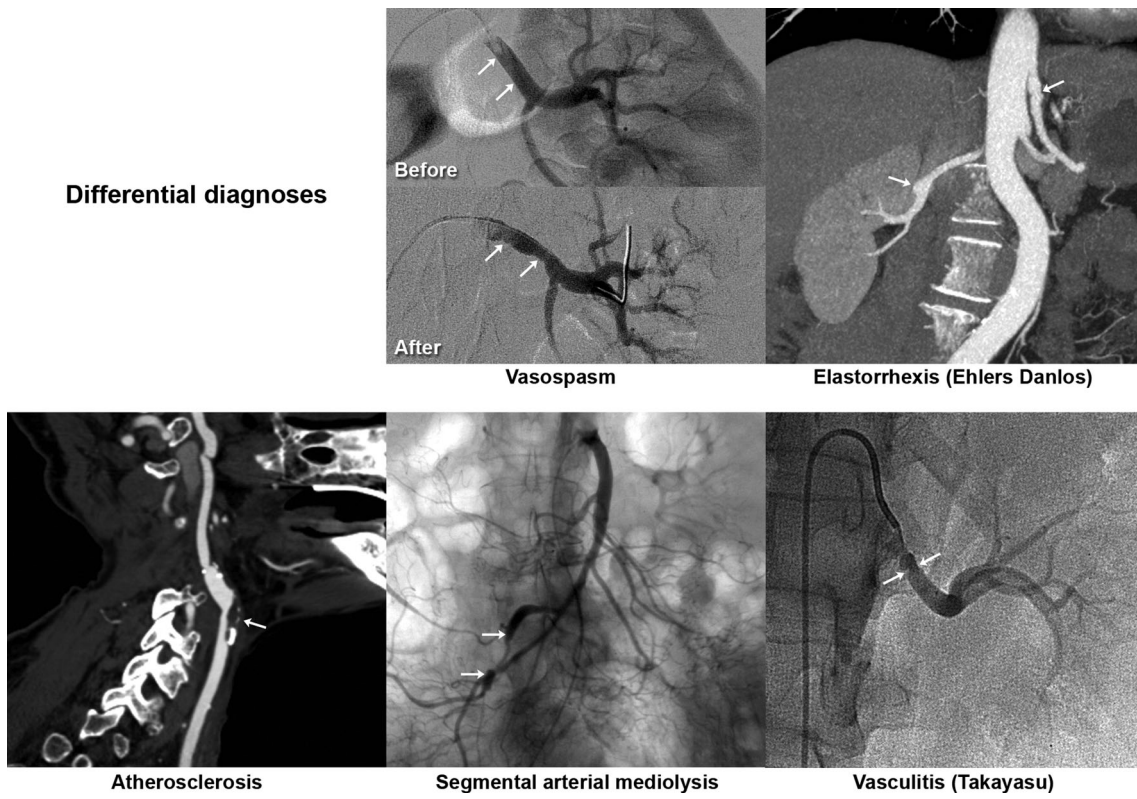 Differential diagnoses
Before
After
Vasospasm
Elastorrhexis (Ehlers Danlos)
Atherosclerosis
Segmental arterial mediolysis
Vasculitis (Takayasu)